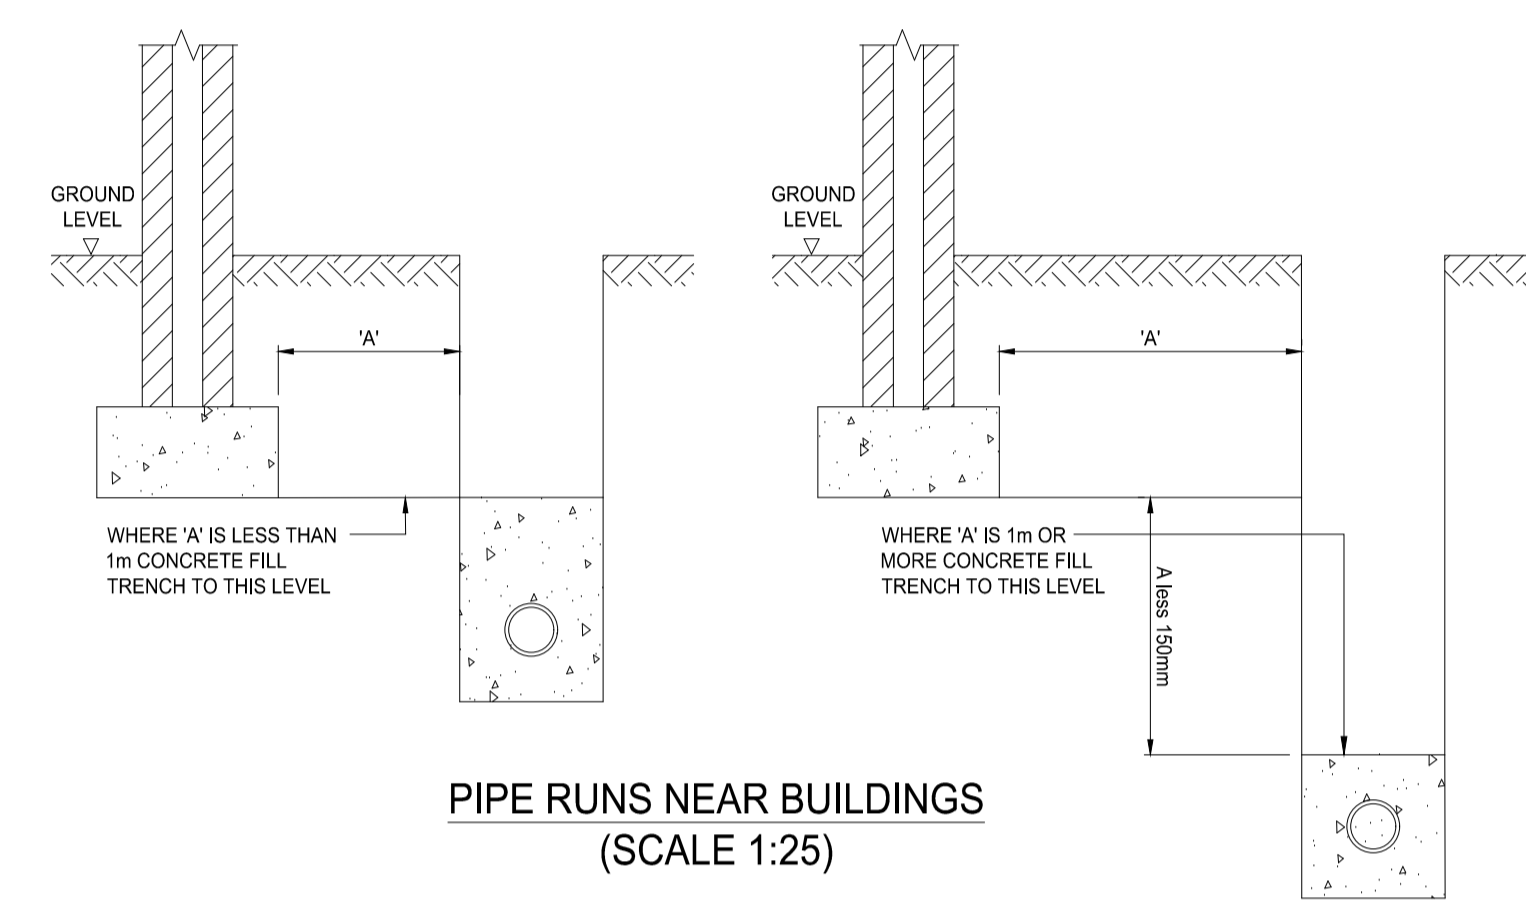 GROUND
LEVEL
'A'
WHERE 'A' IS LESS THAN
1m CONCRETE FILL
TRENCH TO THIS LEVEL
GROUND
LEVEL
'A'
WHERE 'A' IS 1m OR
MORE CONCRETE FILL
TRENCH TO THIS LEVEL
A less 150mm
PIPE RUNS NEAR BUILDINGS
(SCALE 1:25)